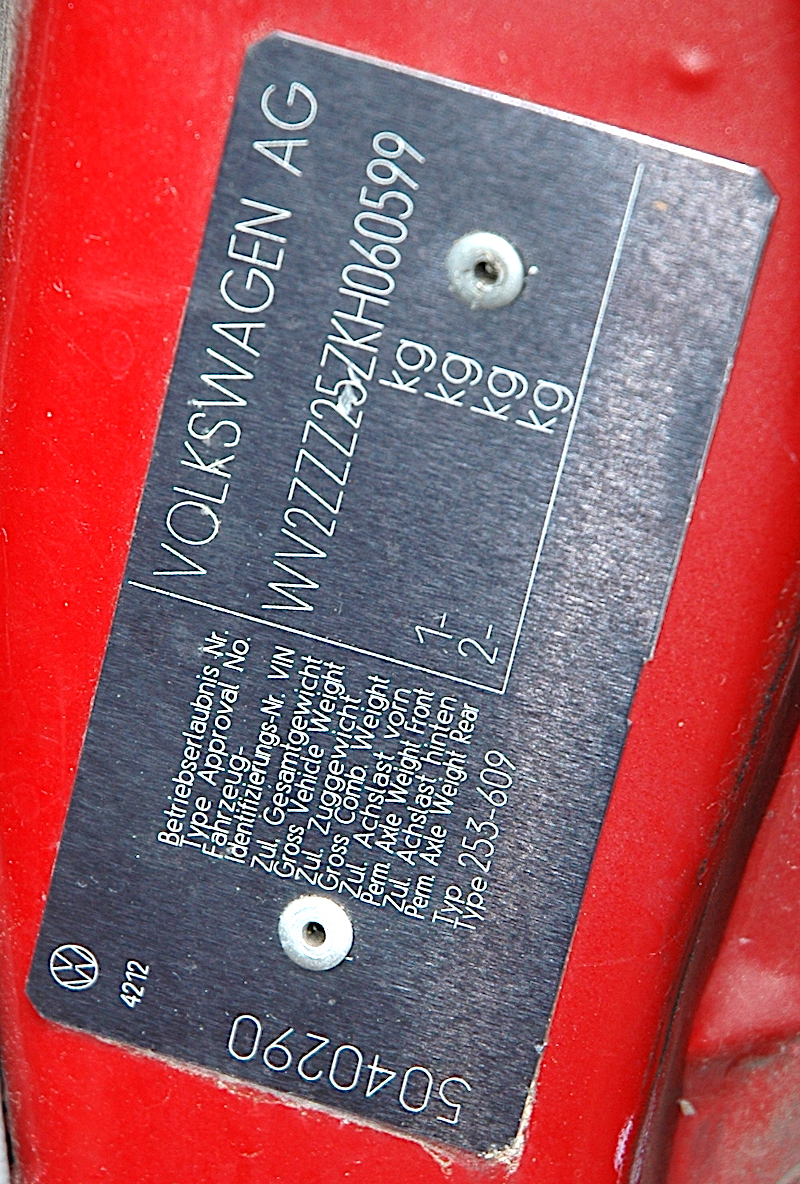 VOLKSWAGEN AG
Betriebserlaubnis Nr.
Type Approval No.
Fahrzeug-
Identifizierungs-Nr. VIN
WV2ZZZ25ZKH060599
Zul. Gesamtgewicht
Gross Vehicle Weight
kg
Zul. Zuggewicht
Gross Comb. Weight
kg
Zul. Achslast vorn
Perm. Axle Weight Front
1-
kg
Zul. Achslast hinten
Perm. Axle Weight Rear
2-
kg
Typ
Type 253-609
VW
4212
5040290